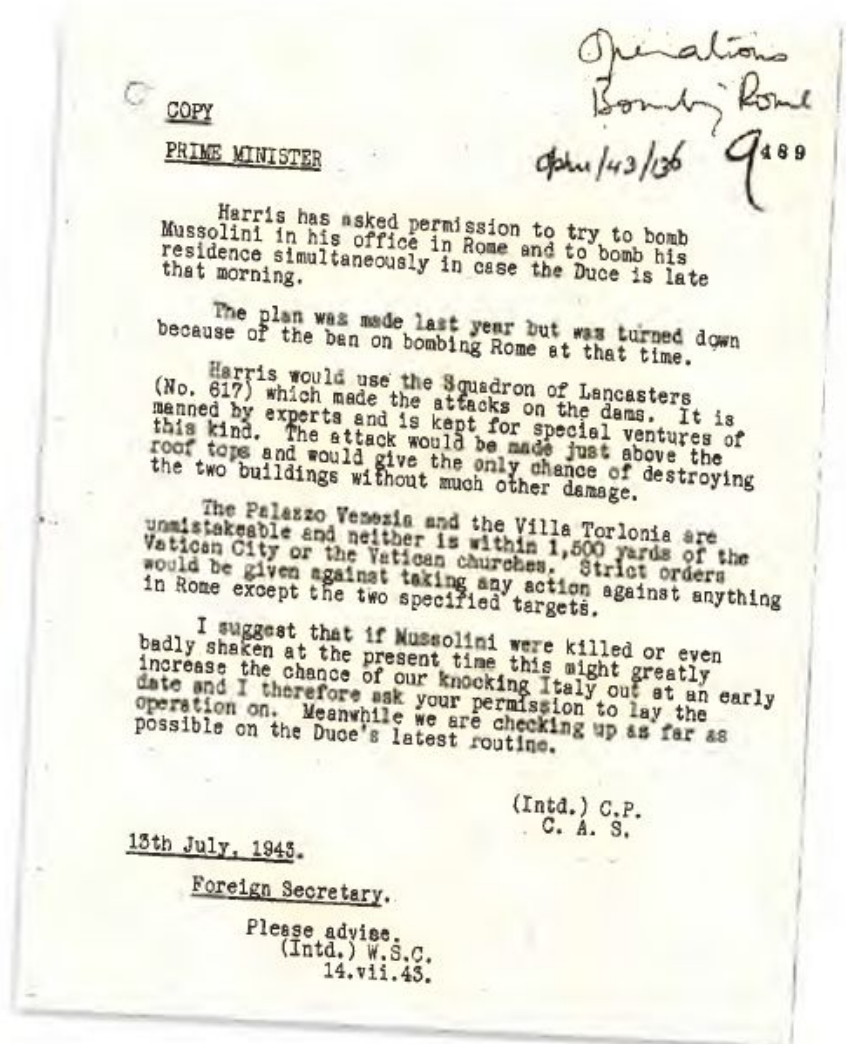 Operations
Bombing Rome
COPY
PRIME MINISTER
/43/136
489
Harris has asked permission to try to bomb
Mussolini in his office in Rome and to bomb his
residence simultaneously in case the Duce is late
that morning.
The plan was made last year but was turned down
because of the ban on bombing Rome at that time.
Harris would use the Squadron of Lancasters
(No. 617) which made the attacks on the dams. It is
manned by experts and is kept for special ventures of
this kind. The attack would be made just above the
roof tops and would give the only chance of destroying
the two buildings without much other damage.
The Palazzo Venezia and the Villa Torlonia are
unmistakeable and neither is within 1,500 yards of the
Vatican City or the Vatican churches. Strict orders
would be given against taking any action against anything
in Rome except the two specified targets.
I suggest that if Mussolini were killed or even
badly shaken at the present time this might greatly
increase the chance of our knocking Italy out at an early
date and I therefore ask your permission to lay the
operation on. Meanwhile we are checking up as far as
possible on the Duce's latest routine.
(Intd.) C.P.
C. A. S.
13th July, 1943.
Foreign Secretary.
Please advise.
(Intd.) W.S.C.
14.vii.43.